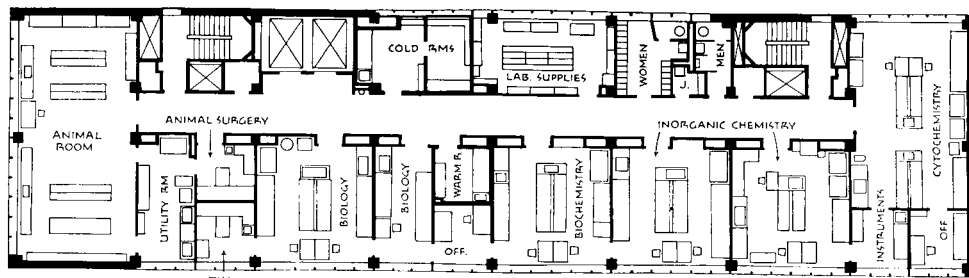 COLD RMS
LAB. SUPPLIES
WOMEN
J.
MEN
ANIMAL SURGERY
INORGANIC CHEMISTRY
ANIMAL
ROOM
UTILITY RM
BIOLOGY
BIOLOGY
WARM R.
OFF.
BIOCHEMISTRY
INSTRUMENTS
CYTOCHEMISTRY
OFF.